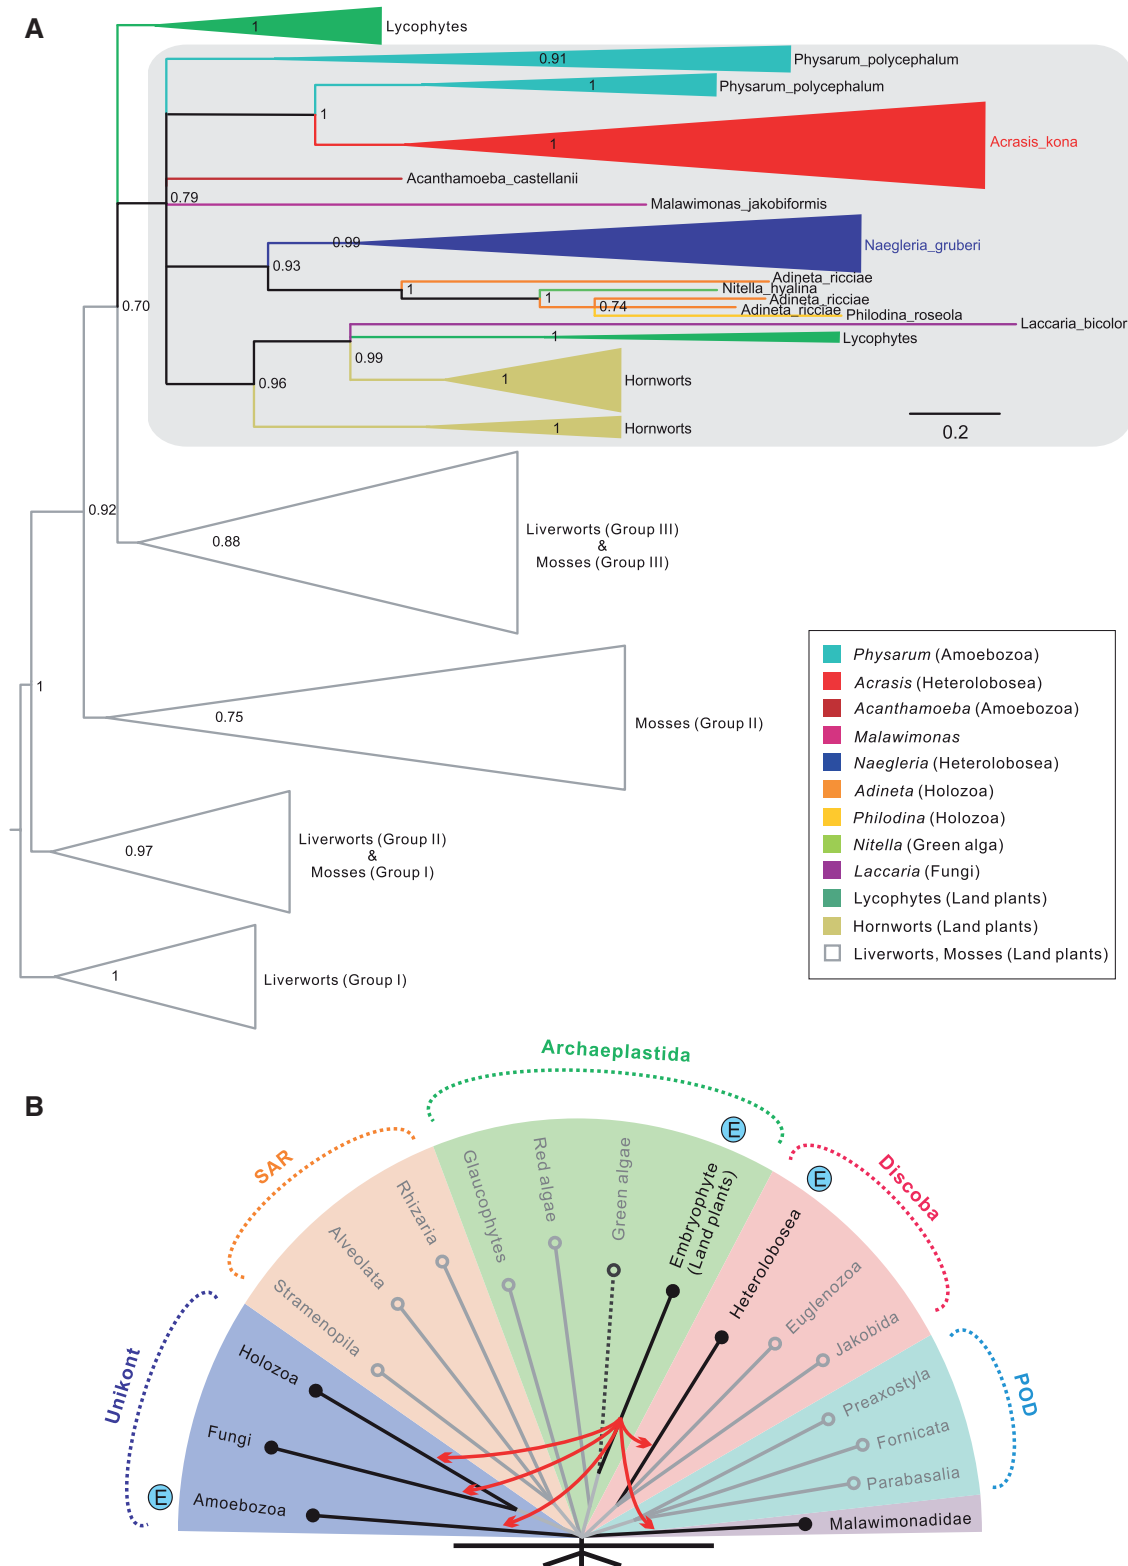 A
1
Lycophytes
0.91
Physarum_polycephalum
1
Physarum_polycephalum
1
1
Acrasis_kona
Acanthamoeba_castellanii
0.79
Malawimonas_jakobiformis
0.99
Naegleria_gruberi
0.93
Adineta_ricciae
1
Nitella_hyalina
1
Adineta_ricciae
0.74
Adineta_ricciae
Philodina_roseola
0.70
Laccaria_bicolor
1
Lycophytes
0.99
1
Hornworts
0.96
1
Hornworts
0.2
0.92
0.88
Liverworts (Group III)
&
Mosses (Group III)
1
0.75
Mosses (Group II)
0.97
Liverworts (Group II)
&
Mosses (Group I)
1
Liverworts (Group I)
Physarum (Amoebozoa)
Acrasis (Heterolobosea)
Acanthamoeba (Amoebozoa)
Malawimonas
Naegleria (Heterolobosea)
Adineta (Holozoa)
Philodina (Holozoa)
Nitella (Green alga)
Laccaria (Fungi)
Lycophytes (Land plants)
Hornworts (Land plants)
Liverworts, Mosses (Land plants)
B
Archaeplastida
SAR
Discoba
Unikont
POD
E
E
E
Amoebozoa
Fungi
Holozoa
Stramenopila
Alveolata
Rhizaria
Glaucophytes
Red algae
Green algae
Embryophyte
(Land plants)
Heterolobosea
Euglenozoa
Jakobida
Preaxostyla
Fornicata
Parabasalia
Malawimonadidae